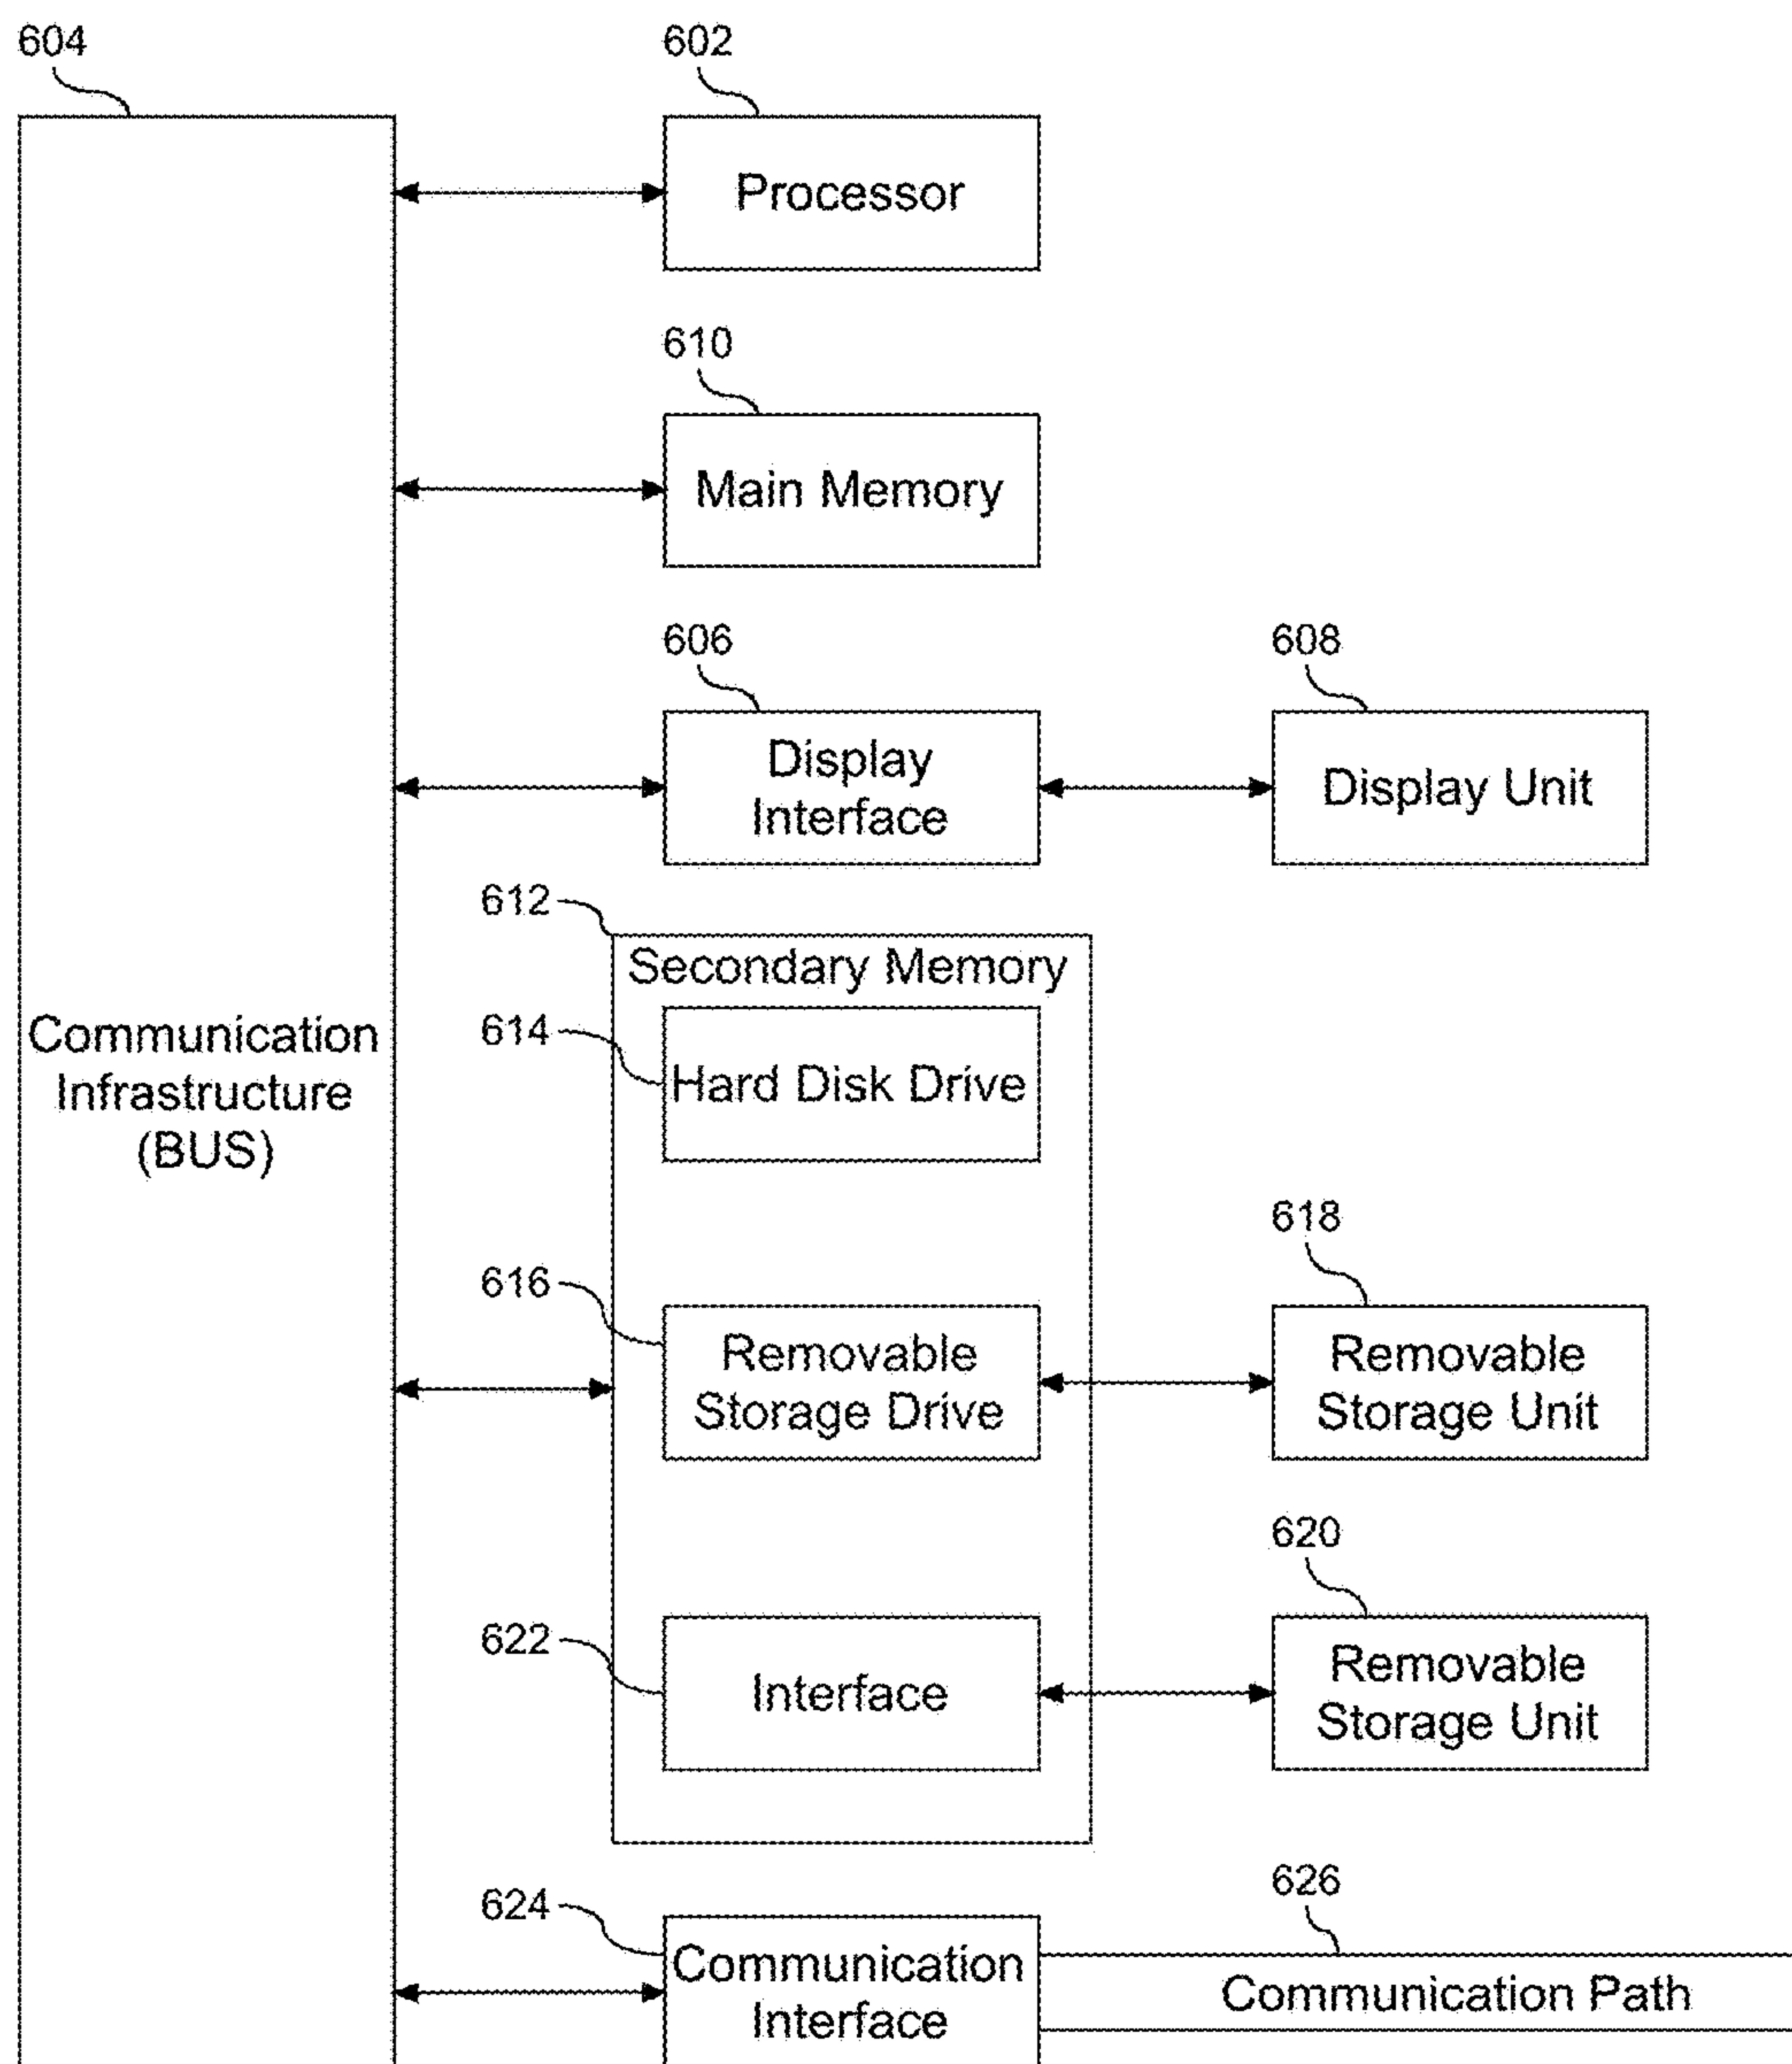 604
602
Processor
610
Main Memory
606
608
Display
Interface
Display Unit
612
Secondary Memory
614
Hard Disk Drive
Communication
Infrastructure
(BUS)
616
Removable
Storage Drive
618
Removable
Storage Unit
622
Interface
620
Removable
Storage Unit
624
Communication
Interface
626
Communication Path